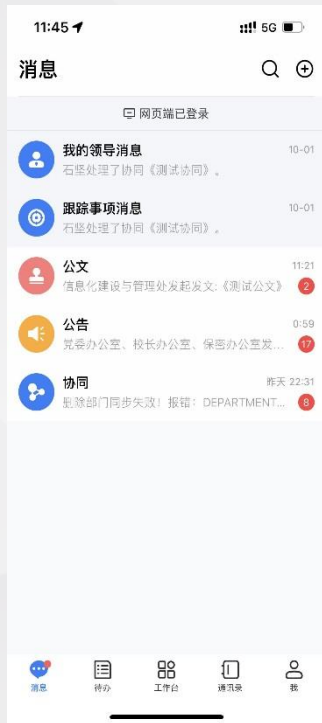 11:45
5G
消息
网页端已登录
我的领导消息
10-01
石坚处理了协同《测试协同》。
跟踪事项消息
10-01
石坚处理了协同《测试协同》。
公文
11:21
信息化建设与管理处发起发文:《测试公文》
2
公告
0:59
党委办公室、校长办公室、保密办公室发...
17
协同
昨天 22:31
删除部门同步失效！报错：DEPARTMENT...
8
消息
待办
工作台
通讯录
我